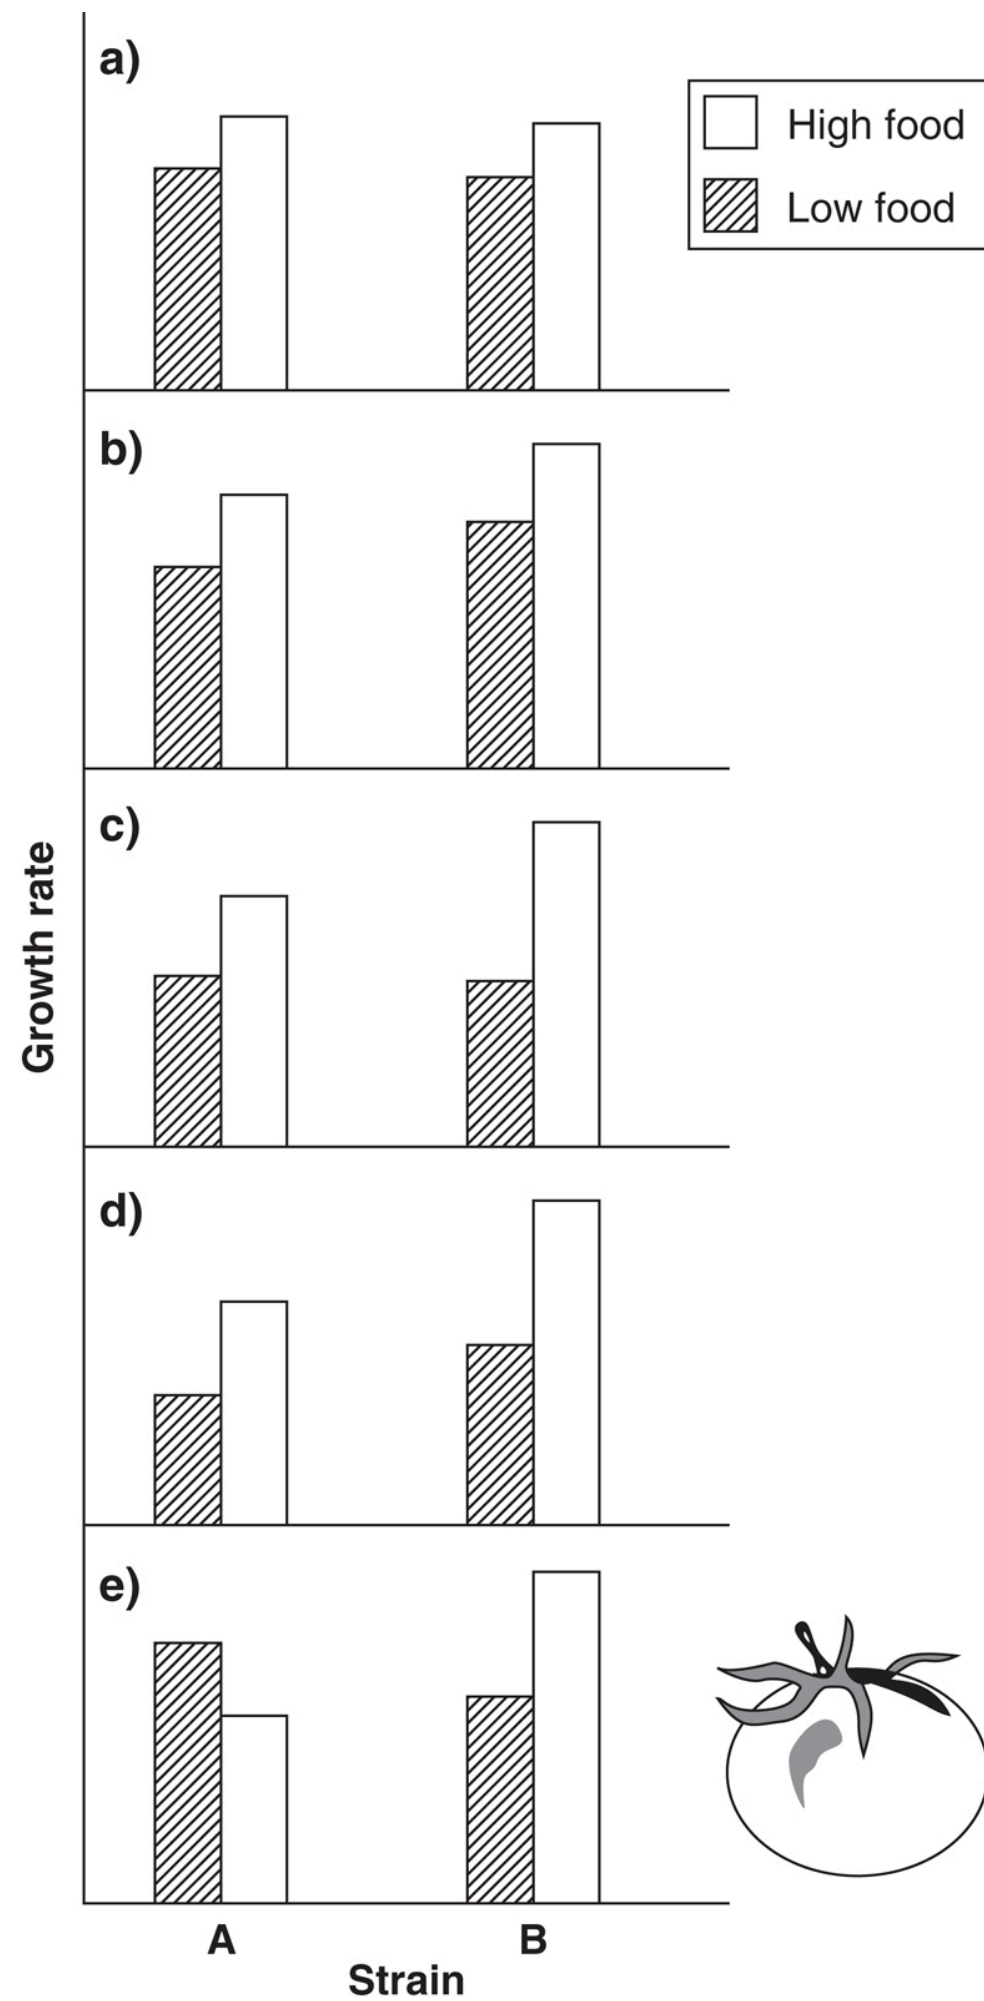 a)
High food
Low food
b)
c)
Growth rate
d)
e)
A B
Strain